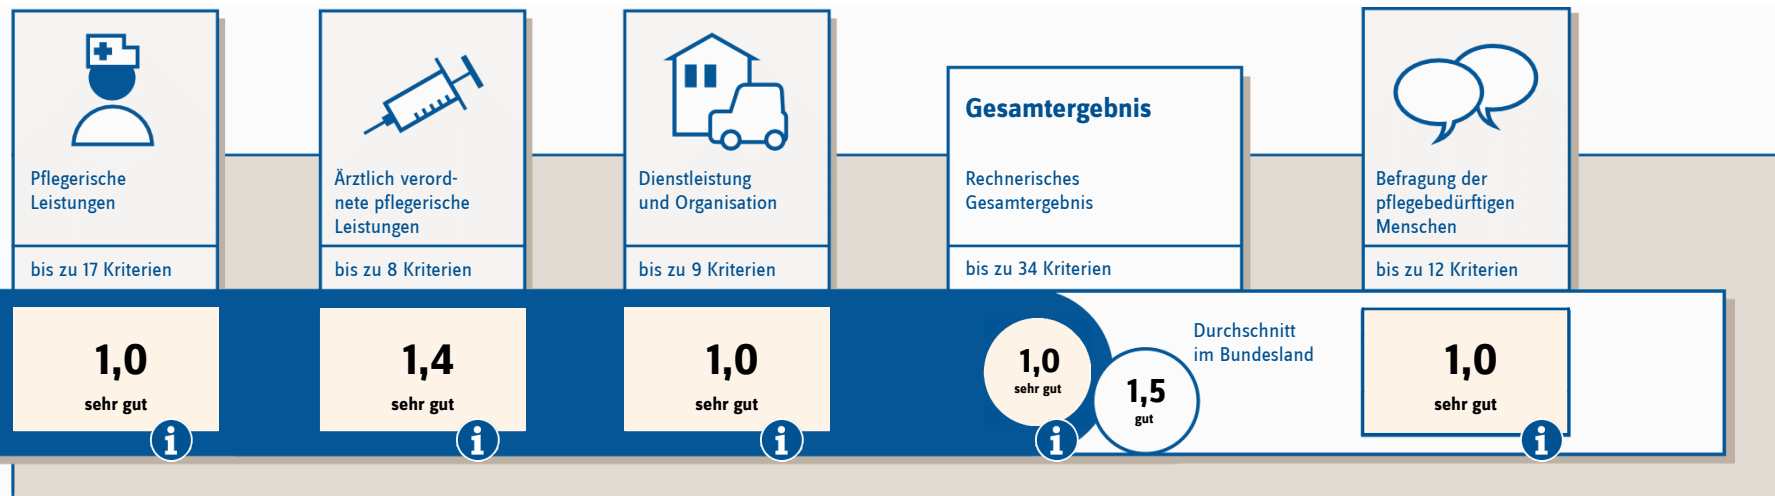 Pflegerische
Leistungen
bis zu 17 Kriterien
1,0
sehr gut
i
Ärztlich verord-
nete pflegerische
Leistungen
bis zu 8 Kriterien
1,4
sehr gut
i
Dienstleistung
und Organisation
bis zu 9 Kriterien
1,0
sehr gut
i
Gesamtergebnis
Rechnerisches
Gesamtergebnis
bis zu 34 Kriterien
1,0
sehr gut
i
1,5
gut
Durchschnitt
im Bundesland
Befragung der
pflegebedürftigen
Menschen
bis zu 12 Kriterien
1,0
sehr gut
i